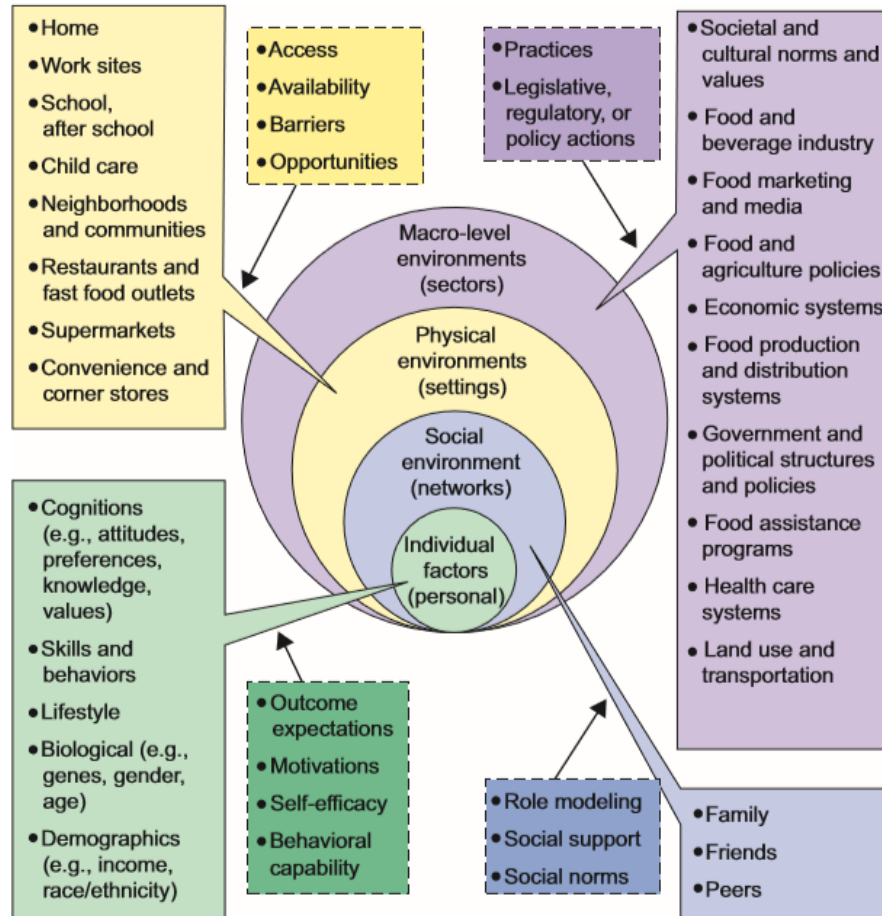 • Home
• Work sites
• School,
after school
• Child care
• Neighborhoods
and communities
• Restaurants and
fast food outlets
• Supermarkets
• Convenience and
corner stores
• Access
• Availability
• Barriers
• Opportunities
• Practices
• Legislative,
regulatory, or
policy actions
• Societal and
cultural norms and
values
• Food and
beverage industry
• Food marketing
and media
• Food and
agriculture policies
• Economic systems
• Food production
and distribution
systems
• Government and
political structures
and policies
• Food assistance
programs
• Health care
systems
• Land use and
transportation
Macro-level
environments
(sectors)
Physical
environments
(settings)
Social
environment
(networks)
Individual
factors
(personal)
• Cognitions
(e.g., attitudes,
preferences,
knowledge,
values)
• Skills and
behaviors
• Lifestyle
• Biological (e.g.,
genes, gender,
age)
• Demographics
(e.g., income,
race/ethnicity)
• Outcome
expectations
• Motivations
• Self-efficacy
• Behavioral
capability
• Role modeling
• Social support
• Social norms
• Family
• Friends
• Peers